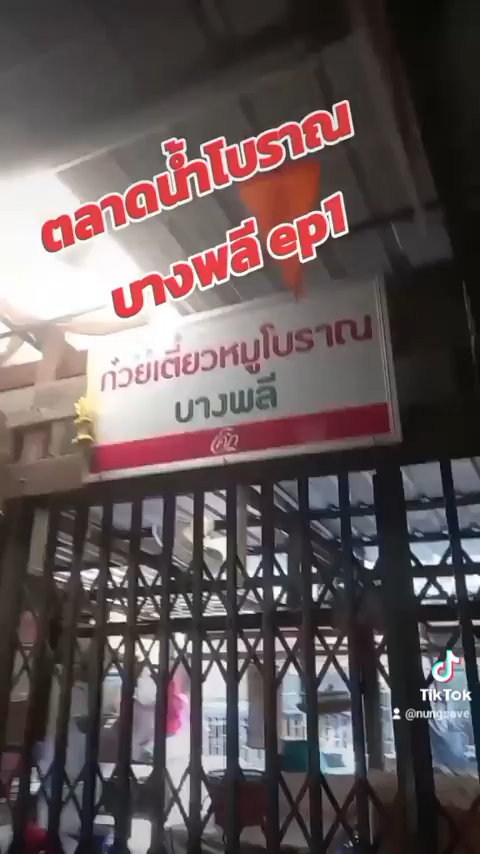 ตลาดน้ำโบราณ
บางพลี ep1
ก๋วยเตี๋ยวหมูโบราณ
บางพลี
TikTok
@nungsave